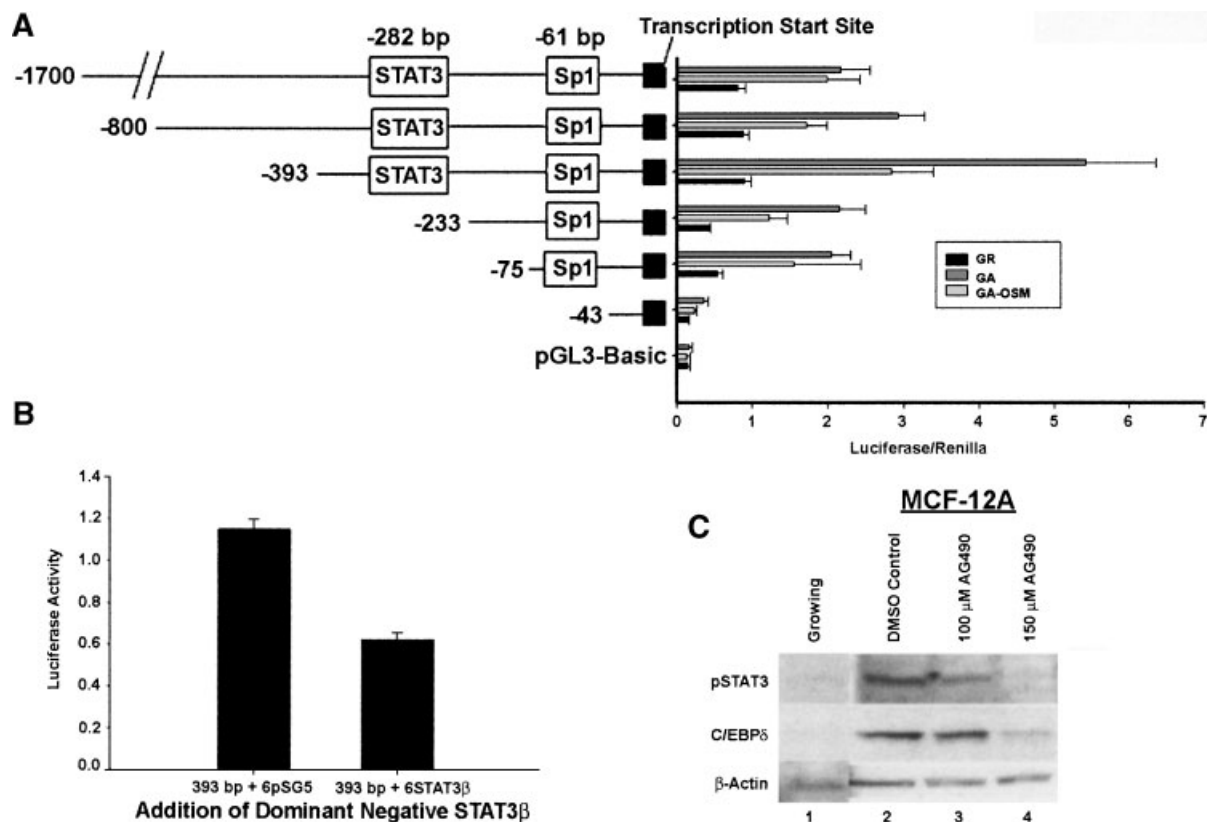 A
-282 bp
-61 bp
Transcription Start Site
-1700
STAT3
Sp1
-800
STAT3
Sp1
-393
STAT3
Sp1
-233
Sp1
-75
Sp1
-43
pGL3-Basic
GR
GA
GA-OSM
0 1 2 3 4 5 6 7
Luciferase/Renilla
B
1.4
1.2
1.0
0.8
0.6
0.4
0.2
0.0
Luciferase Activity
393 bp + 6pSG5
393 bp + 6STAT3β
Addition of Dominant Negative STAT3β
C
MCF-12A
Growing
DMSO Control
100 μM AG490
150 μM AG490
pSTAT3
C/EBPδ
β-Actin
1 2 3 4